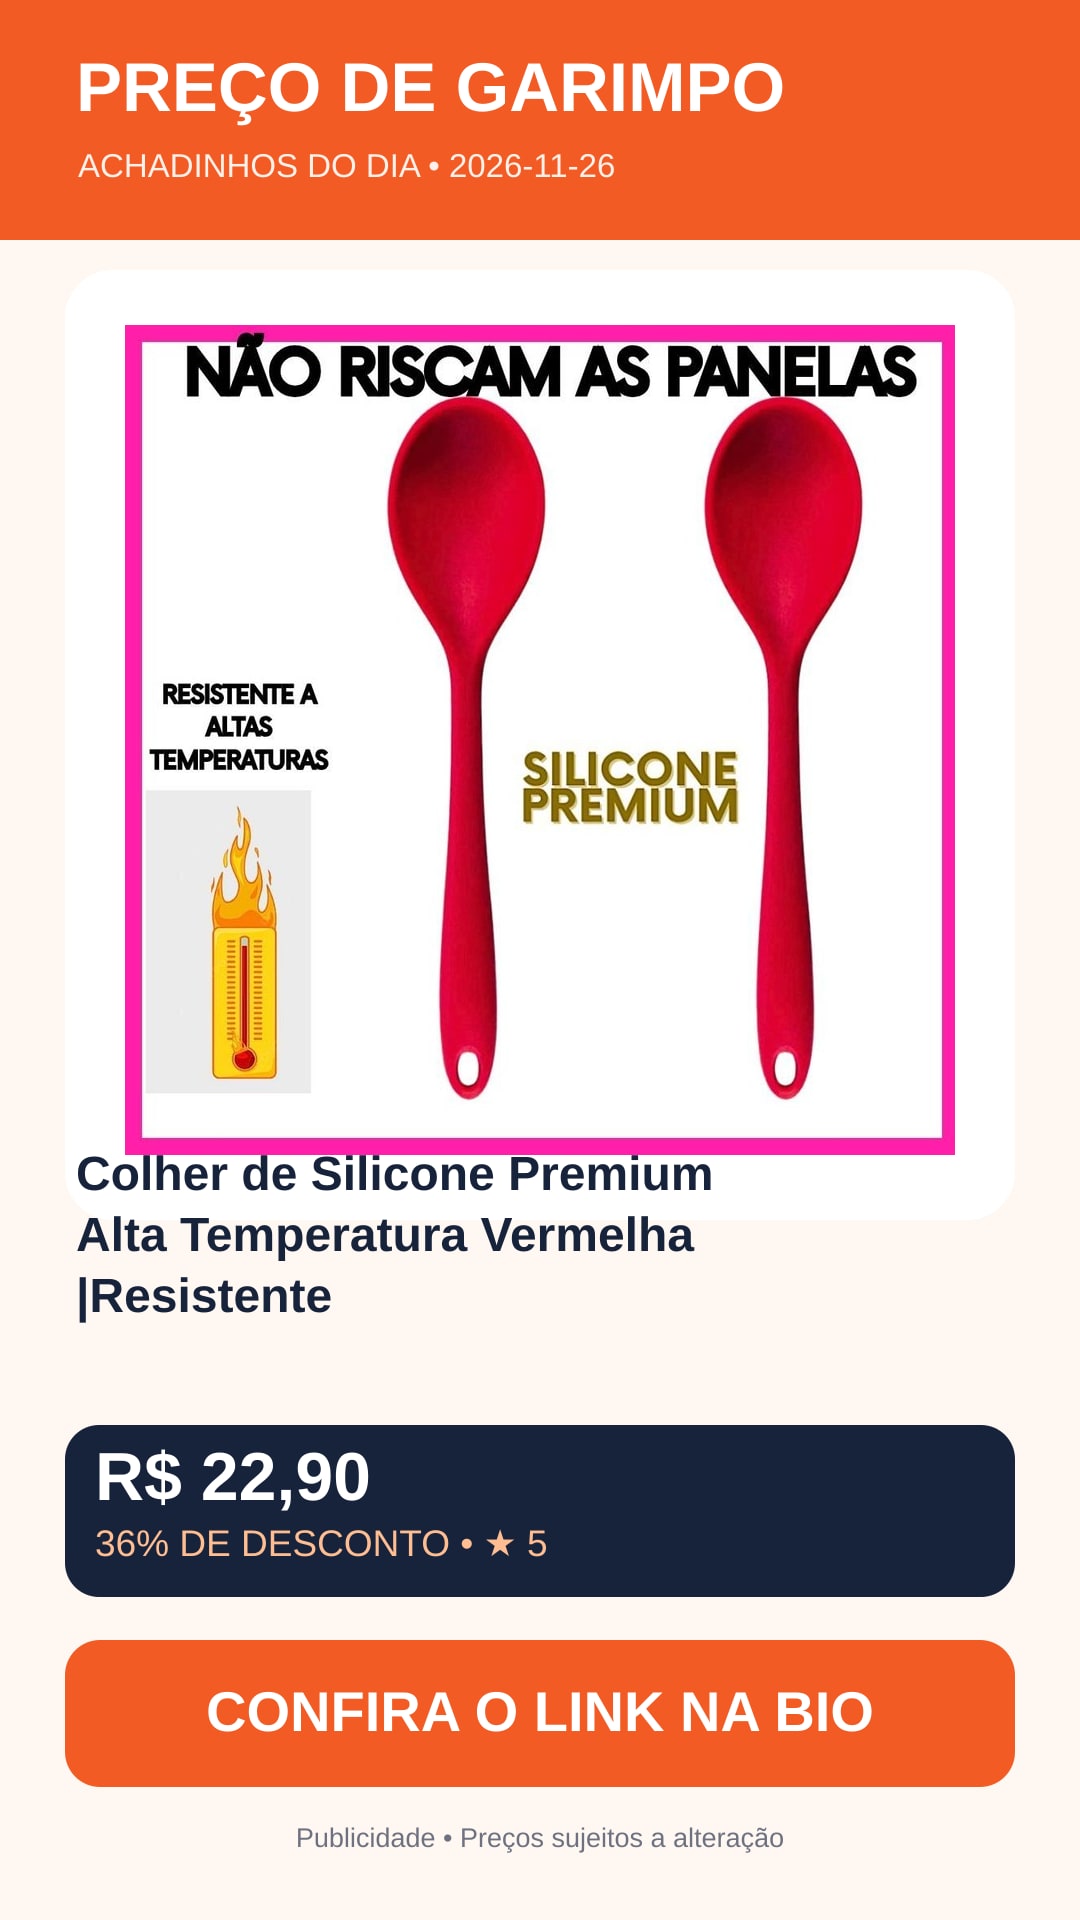 PREÇO DE GARIMPO
ACHADINHOS DO DIA • 2026-11-26
NÃO RISCAM AS PANELAS
RESISTENTE A
ALTAS
TEMPERATURAS
SILICONE
PREMIUM
Colher de Silicone Premium
Alta Temperatura Vermelha
|Resistente
R$ 22,90
36% DE DESCONTO • ★ 5
CONFIRA O LINK NA BIO
Publicidade • Preços sujeitos a alteração